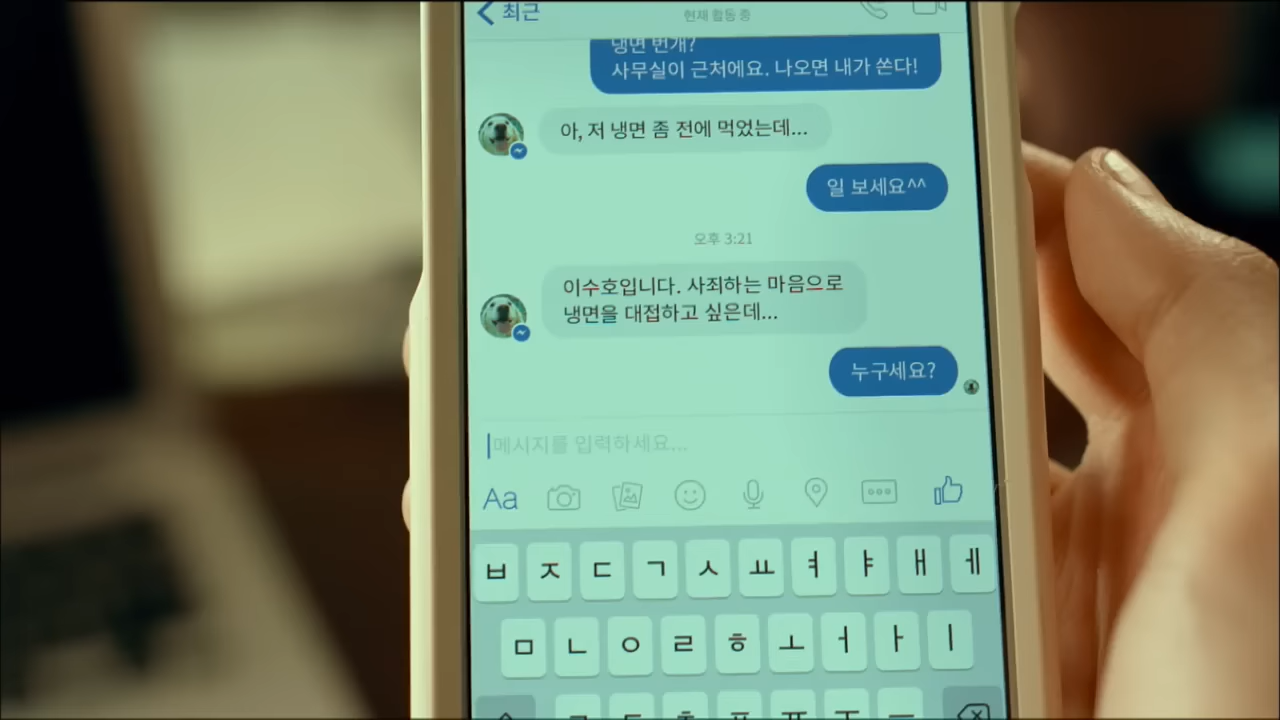 최근
현재 활동 중
냉면 번개?
사무실이 근처에요. 나오면 내가 쏜다!
아, 저 냉면 좀 전에 먹었는데...
일 보세요^^
오후 3:21
이수호입니다. 사죄하는 마음으로
냉면을 대접하고 싶은데...
누구세요?
메시지를 입력하세요...
Aa
ㅂ ㅈ ㄷ ㄱ ㅅ ㅛ ㅕ ㅑ ㅐ ㅔ
ㅁ ㄴ ㅇ ㄹ ㅎ ㅗ ㅓ ㅏ ㅣ
ㅋ ㅌ ㅊ ㅍ ㅠ ㅜ ㅡ